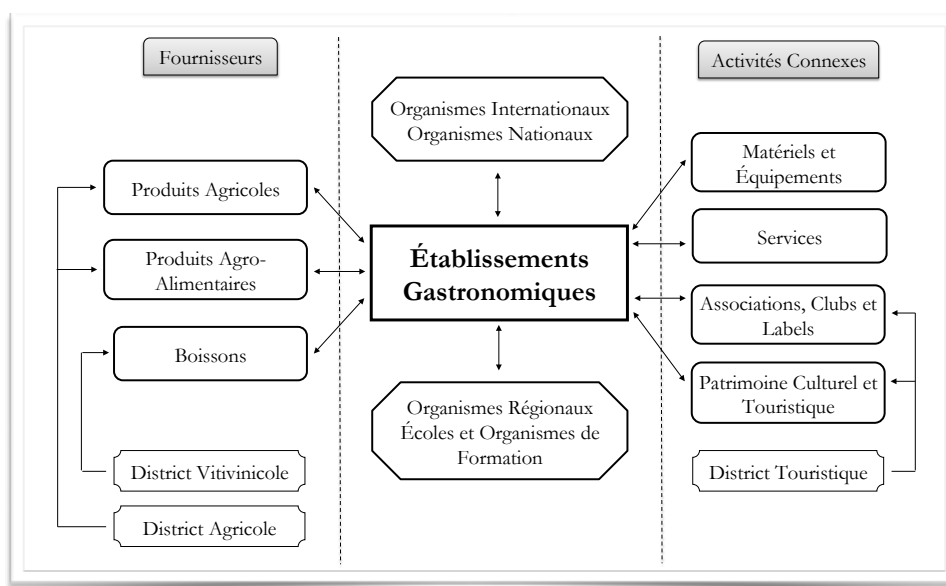 Fournisseurs
Produits Agricoles
Produits Agro-
Alimentaires
Boissons
District Vitivinicole
District Agricole
Organismes Internationaux
Organismes Nationaux
Établissements
Gastronomiques
Organismes Régionaux
Écoles et Organismes de
Formation
Activités Connexes
Matériels et
Équipements
Services
Associations, Clubs et
Labels
Patrimoine Culturel et
Touristique
District Touristique